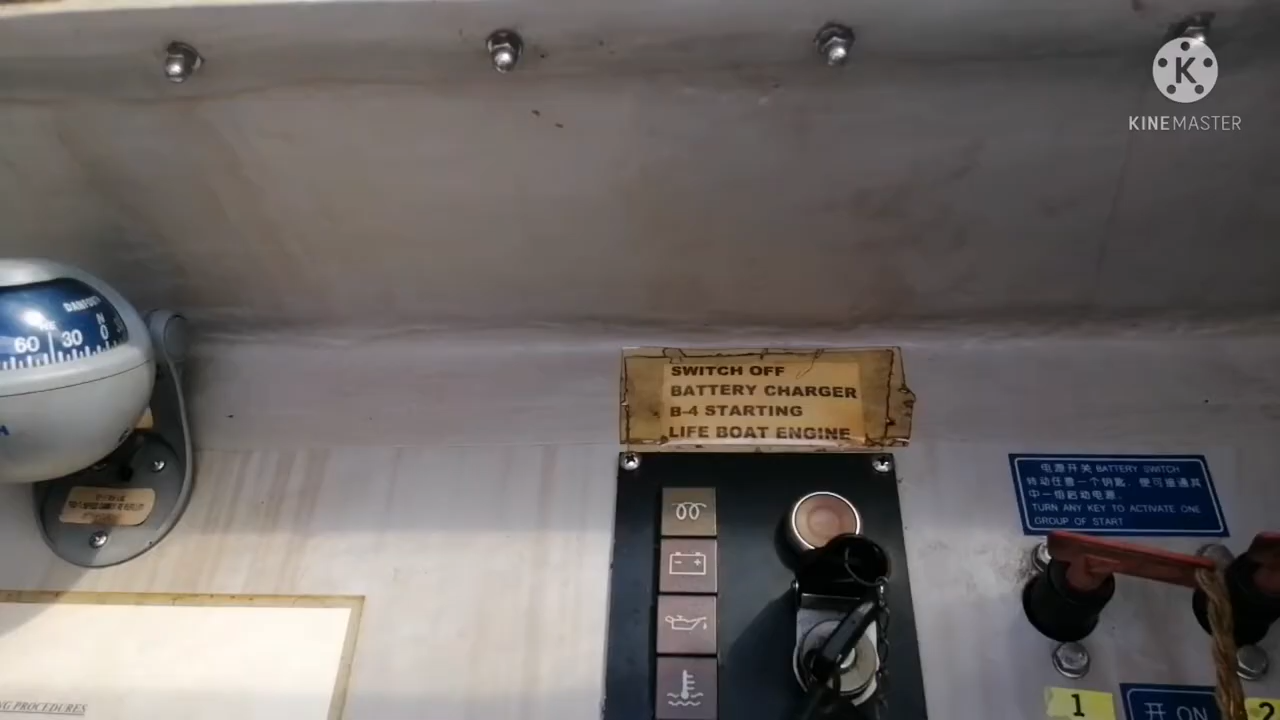 KINEMASTER
DANFO
NE
N
60 30 0
SWITCH OFF
BATTERY CHARGER
B-4 STARTING
LIFE BOAT ENGINE
电源开关 BATTERY SWITCH
转动任意一个钥匙，便可接通其
中一组启动电源。
TURN ANY KEY TO ACTIVATE ONE
GROUP OF START
PROCEDURES
1
开 ON
2